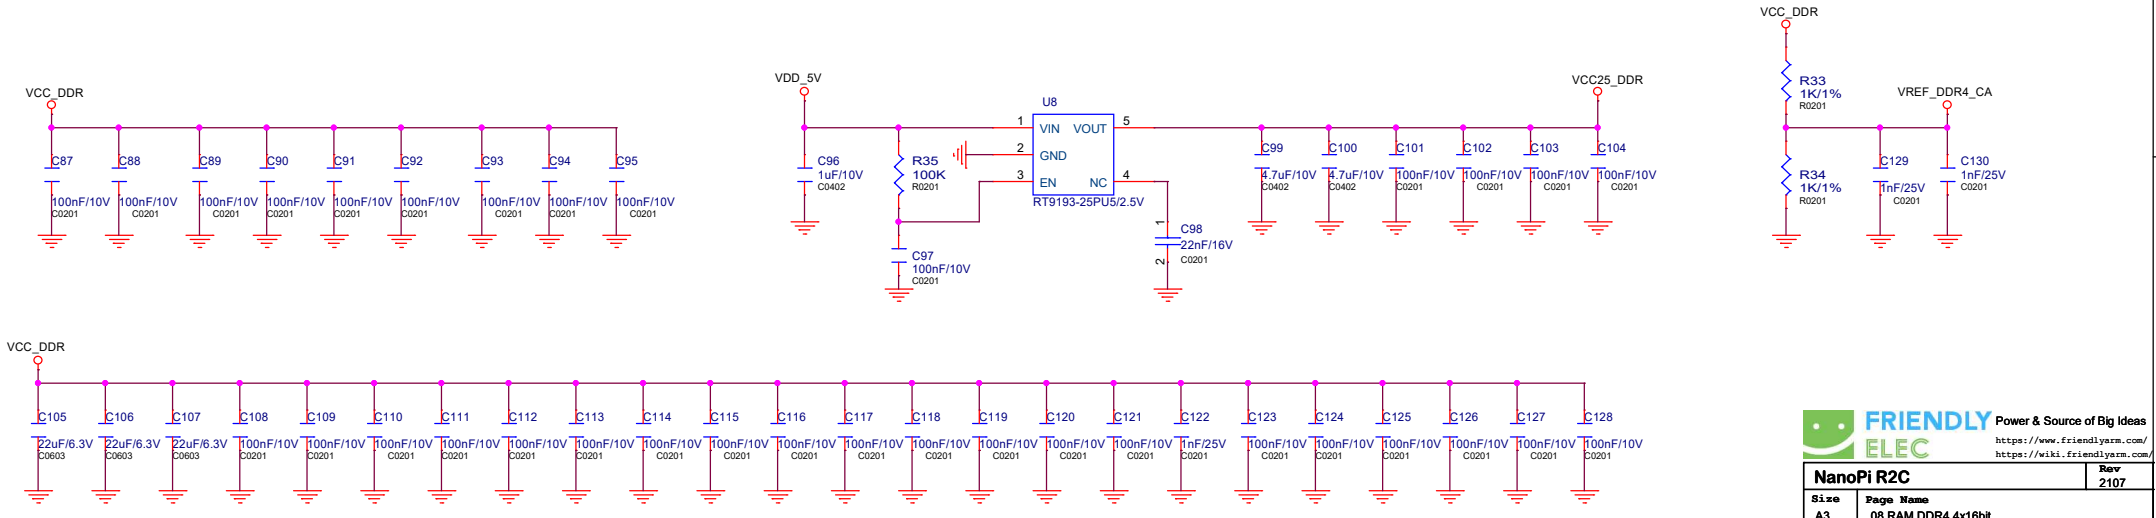 VCC_DDR
C87
100nF/10V
C0201
C88
100nF/10V
C0201
C89
100nF/10V
C0201
C90
100nF/10V
C0201
C91
100nF/10V
C0201
C92
100nF/10V
C0201
C93
100nF/10V
C0201
C94
100nF/10V
C0201
C95
100nF/10V
C0201
VDD_5V
C96
1uF/10V
C0402
R35
100K
R0201
C97
100nF/10V
C0201
U8
1 VIN VOUT 5
2 GND
3 EN NC 4
RT9193-25PU5/2.5V
1
2
C98
22nF/16V
C0201
VCC25_DDR
C99
4.7uF/10V
C0402
C100
4.7uF/10V
C0402
C101
100nF/10V
C0201
C102
100nF/10V
C0201
C103
100nF/10V
C0201
C104
100nF/10V
C0201
VCC_DDR
R33
1K/1%
R0201
VREF_DDR4_CA
R34
1K/1%
R0201
C129
1nF/25V
C0201
C130
1nF/25V
C0201
VCC_DDR
C105
22uF/6.3V
C0603
C106
22uF/6.3V
C0603
C107
22uF/6.3V
C0603
C108
100nF/10V
C0201
C109
100nF/10V
C0201
C110
100nF/10V
C0201
C111
100nF/10V
C0201
C112
100nF/10V
C0201
C113
100nF/10V
C0201
C114
100nF/10V
C0201
C115
100nF/10V
C0201
C116
100nF/10V
C0201
C117
100nF/10V
C0201
C118
100nF/10V
C0201
C119
100nF/10V
C0201
C120
100nF/10V
C0201
C121
100nF/10V
C0201
C122
1nF/25V
C0201
C123
100nF/10V
C0201
C124
100nF/10V
C0201
C125
100nF/10V
C0201
C126
100nF/10V
C0201
C127
100nF/10V
C0201
C128
100nF/10V
C0201
FRIENDLY
ELEC
Power & Source of Big Ideas
https://www.friendlyarm.com/
https://wiki.friendlyarm.com/
NanoPi R2C
Rev
2107
Size
A3
Page Name
08.RAM DDR4 4x16bit